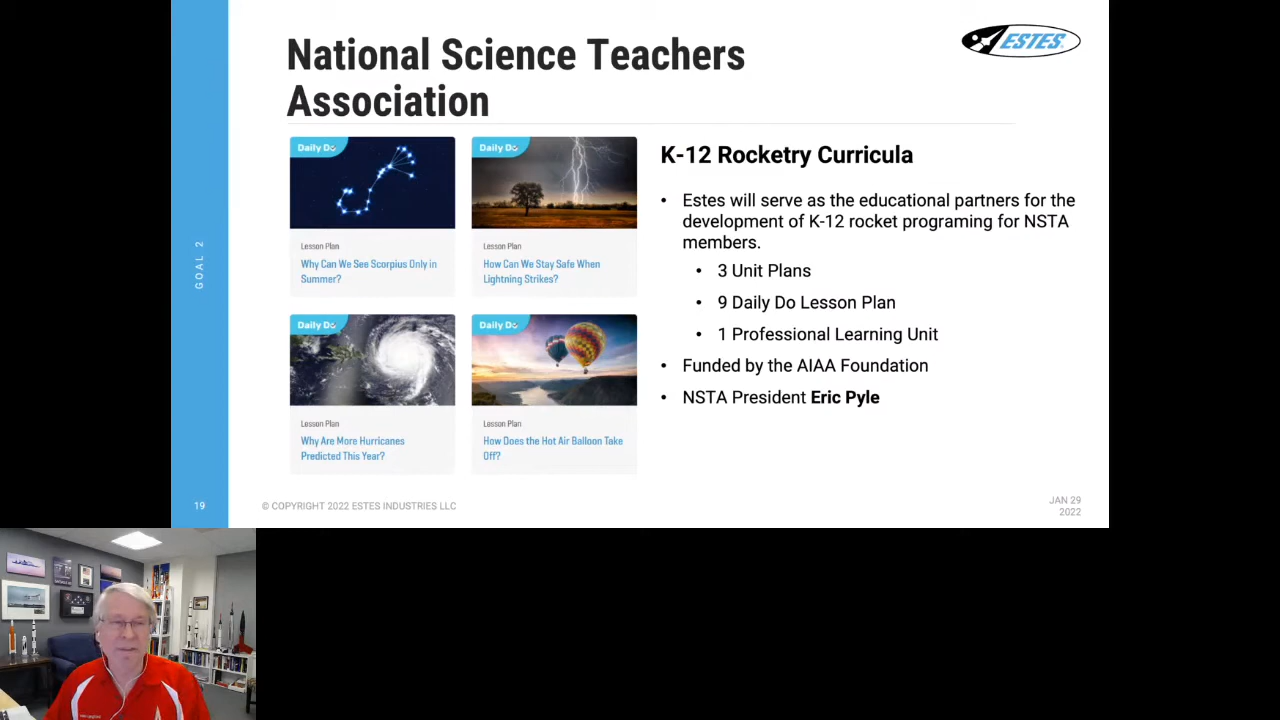 National Science Teachers
Association
ESTES
GOAL 2
Daily Do
Lesson Plan
Why Can We See Scorpius Only in
Summer?
Daily Do
Lesson Plan
How Can We Stay Safe When
Lightning Strikes?
Daily Do
Lesson Plan
Why Are More Hurricanes
Predicted This Year?
Daily Do
Lesson Plan
How Does the Hot Air Balloon Take
Off?
K-12 Rocketry Curricula
• Estes will serve as the educational partners for the
development of K-12 rocket programing for NSTA
members.
• 3 Unit Plans
• 9 Daily Do Lesson Plan
• 1 Professional Learning Unit
• Funded by the AIAA Foundation
• NSTA President Eric Pyle
19
© COPYRIGHT 2022 ESTES INDUSTRIES LLC
JAN 29
2022